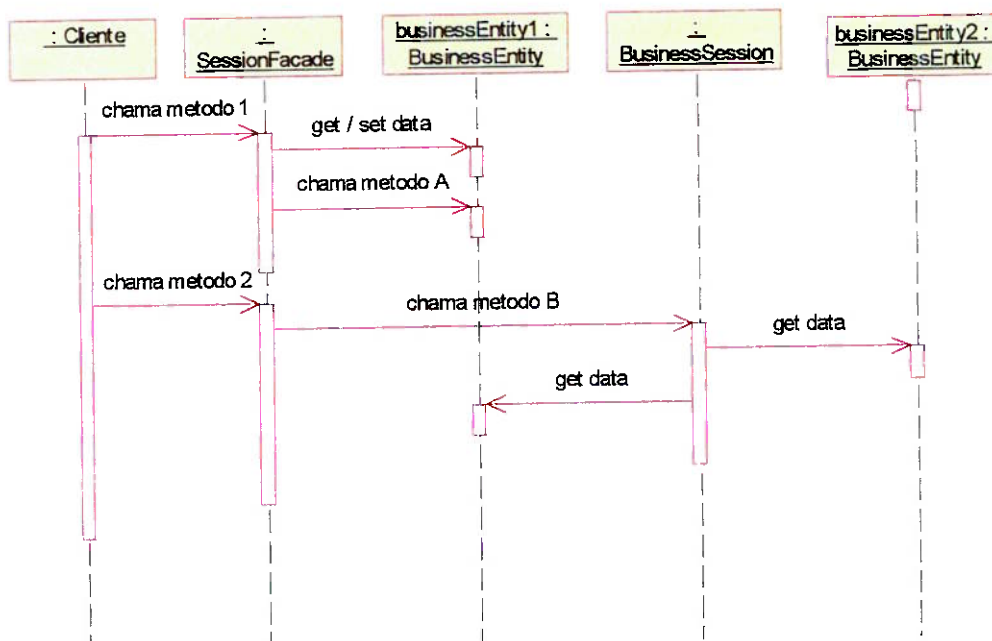 : Cliente
:
SessionFacade
businessEntity1 :
BusinessEntity
:
BusinessSession
businessEntity2 :
BusinessEntity
chama metodo 1
get / set data
chama metodo A
chama metodo 2
chama metodo B
get data
get data